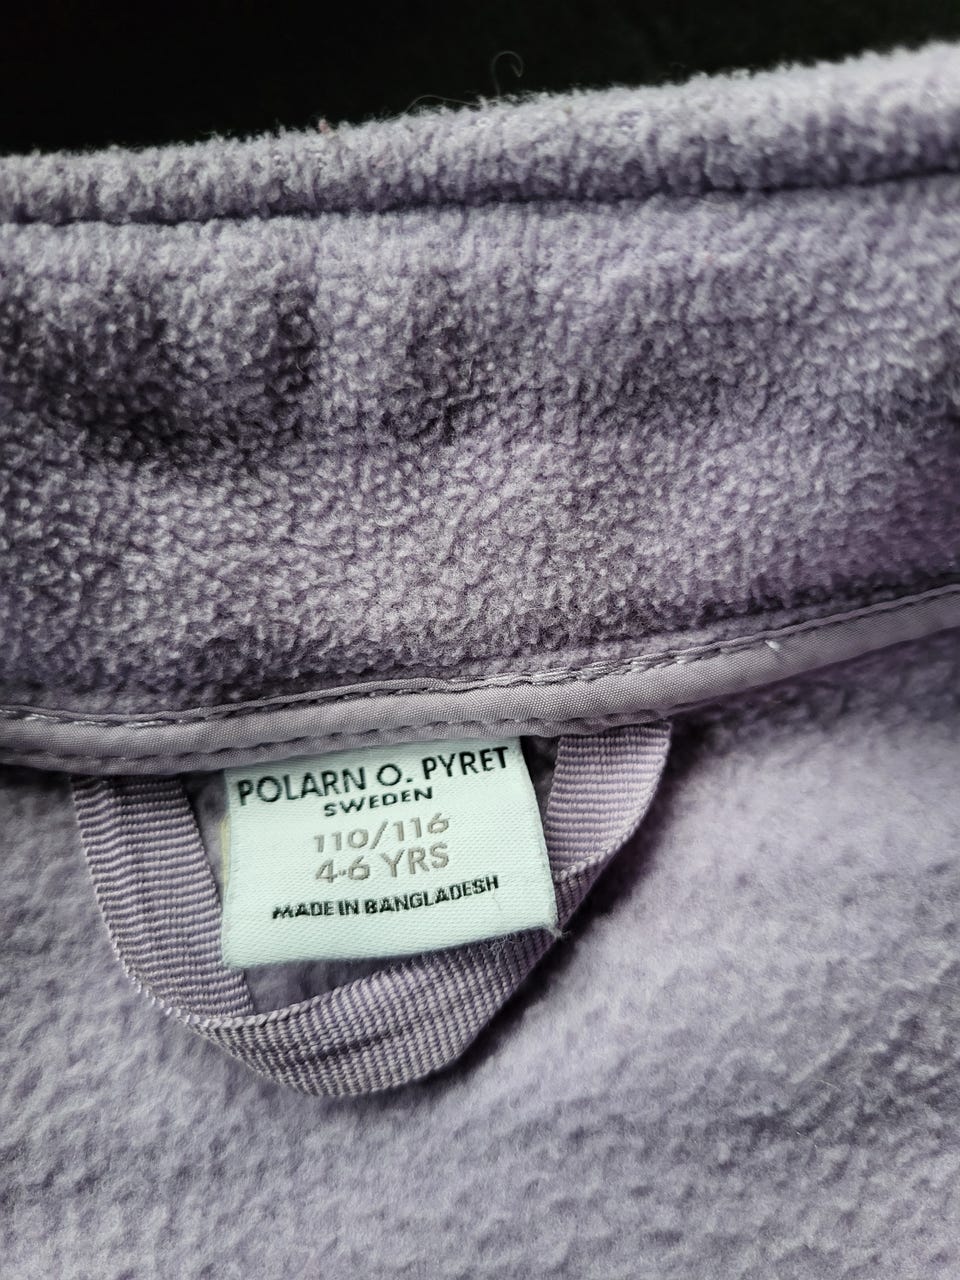 POLARN O. PYRET
SWEDEN
110/116
4-6 YRS
MADE IN BANGLADESH